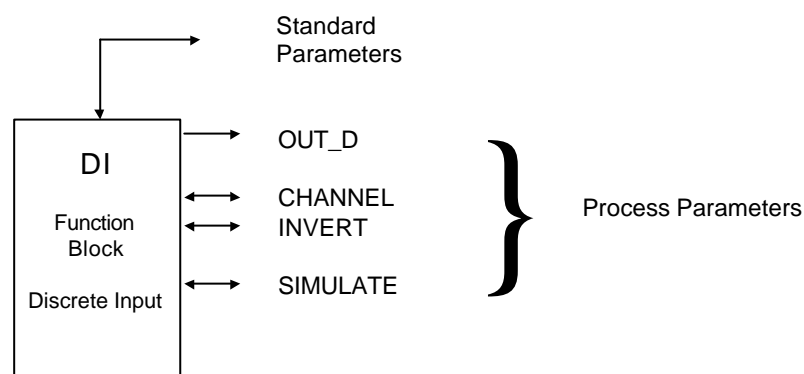 Standard
Parameters
OUT_D
DI
CHANNEL
Process Parameters
Function
Block
INVERT
SIMULATE
Discrete Input